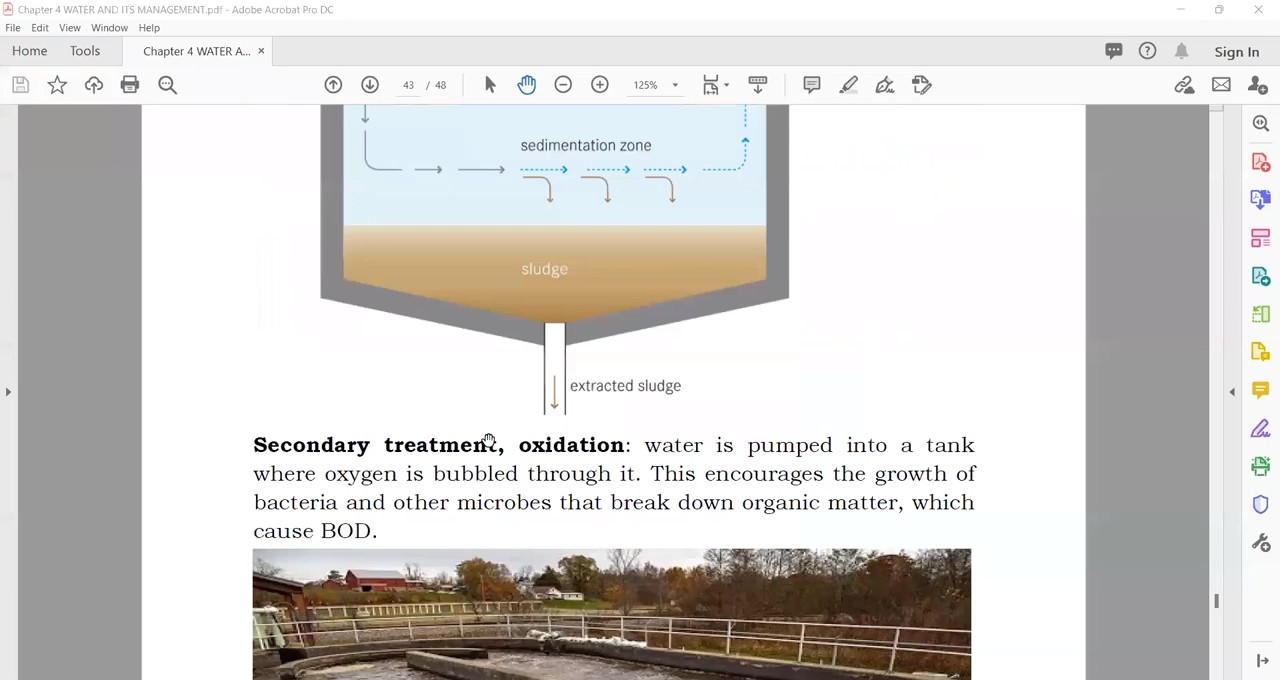 Chapter 4 WATER AND ITS MANAGEMENT.pdf - Adobe Acrobat Pro DC
File Edit View Window Help
Home Tools Chapter 4 WATER A... × Sign In
43 / 48 125%
sedimentation zone
sludge
extracted sludge
Secondary treatment, oxidation: water is pumped into a tank
where oxygen is bubbled through it. This encourages the growth of
bacteria and other microbes that break down organic matter, which
cause BOD.